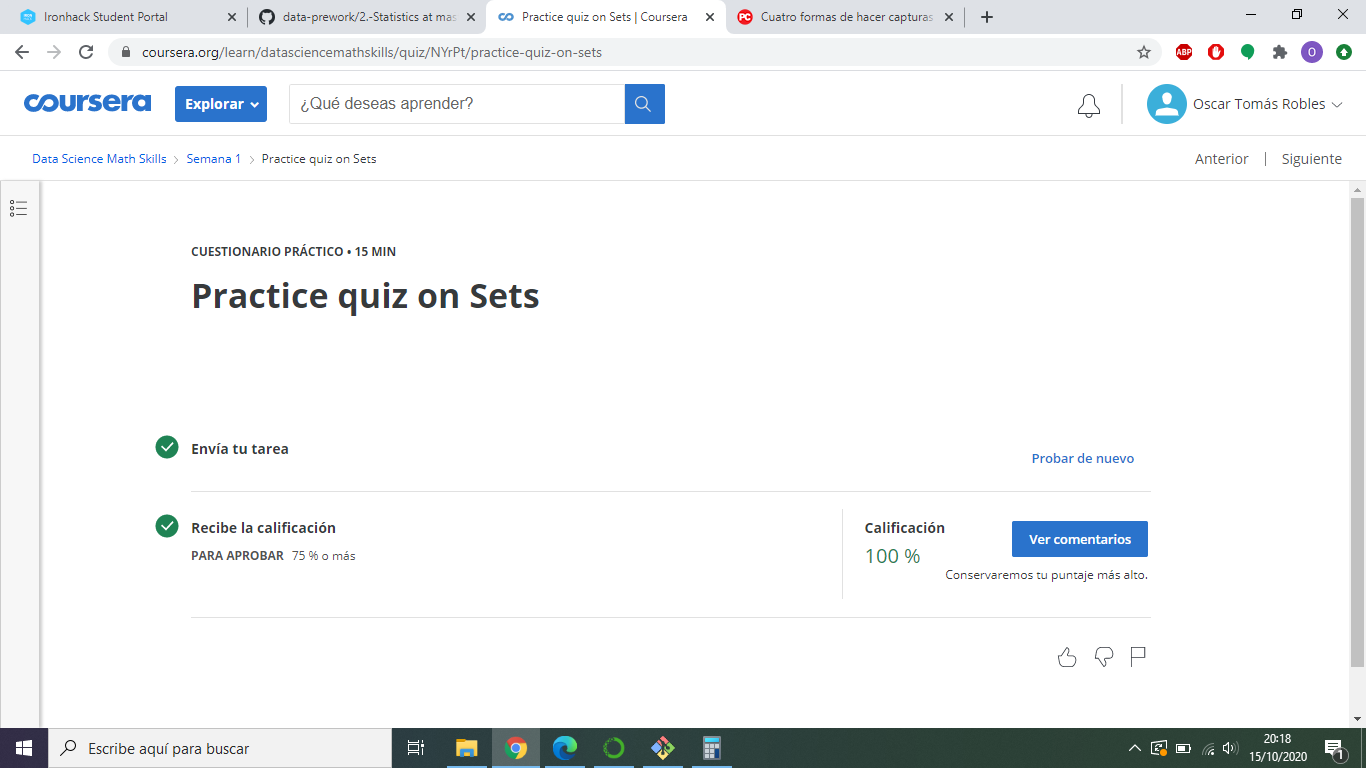 Ironhack Student Portal
data-prework/2.-Statistics at mas
Practice quiz on Sets | Coursera
Cuatro formas de hacer capturas
coursera.org/learn/datasciencemathskills/quiz/NYrPt/practice-quiz-on-sets
ABP
O
coursera
Explorar
¿Qué deseas aprender?
Oscar Tomás Robles
Data Science Math Skills > Semana 1 > Practice quiz on Sets
Anterior | Siguiente
CUESTIONARIO PRÁCTICO • 15 MIN
Practice quiz on Sets
Envía tu tarea
Probar de nuevo
Recibe la calificación
PARA APROBAR 75 % o más
Calificación
100 %
Ver comentarios
Conservaremos tu puntaje más alto.
Escribe aquí para buscar
20:18
15/10/2020
1